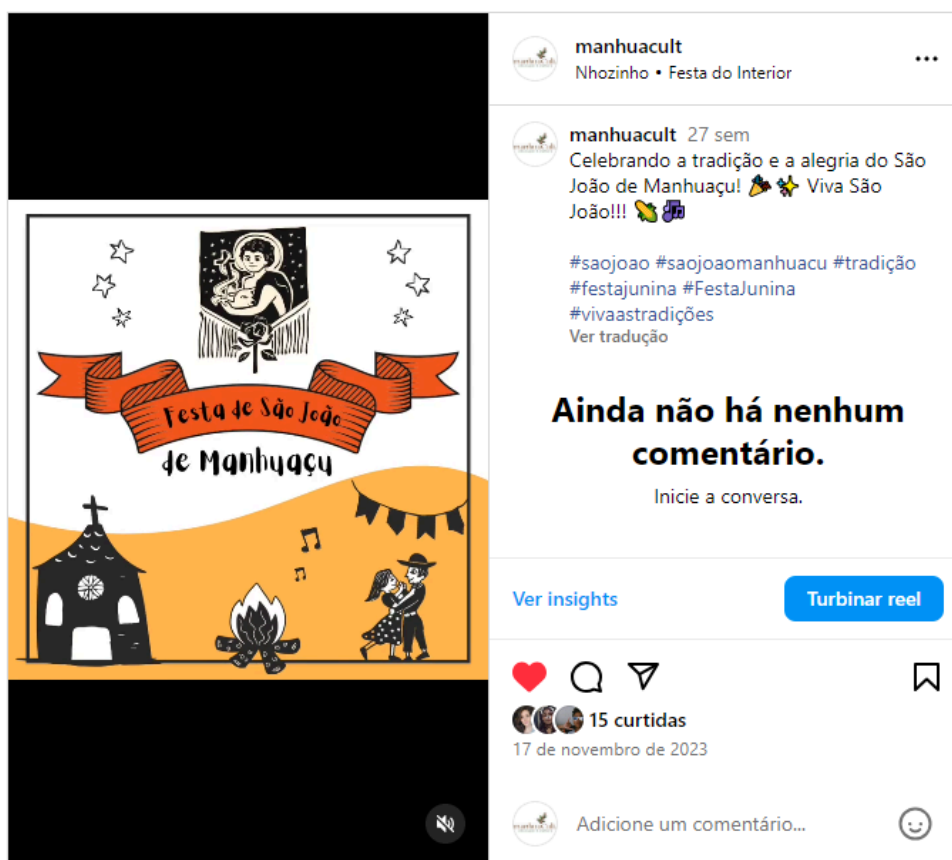 Festa de São João
de Manhuaçu
manhuacult
Nhozinho • Festa do Interior
manhuacult 27 sem
Celebrando a tradição e a alegria do São
João de Manhuaçu! 🎉✨ Viva São
João!!! 🌽🎶
#saojoao #saojoaomanhuacu #tradição
#festajunina #FestaJunina
#vivaastradições
Ver tradução
Ainda não há nenhum
comentário.
Inicie a conversa.
Ver insights
Turbinar reel
15 curtidas
17 de novembro de 2023
Adicione um comentário...